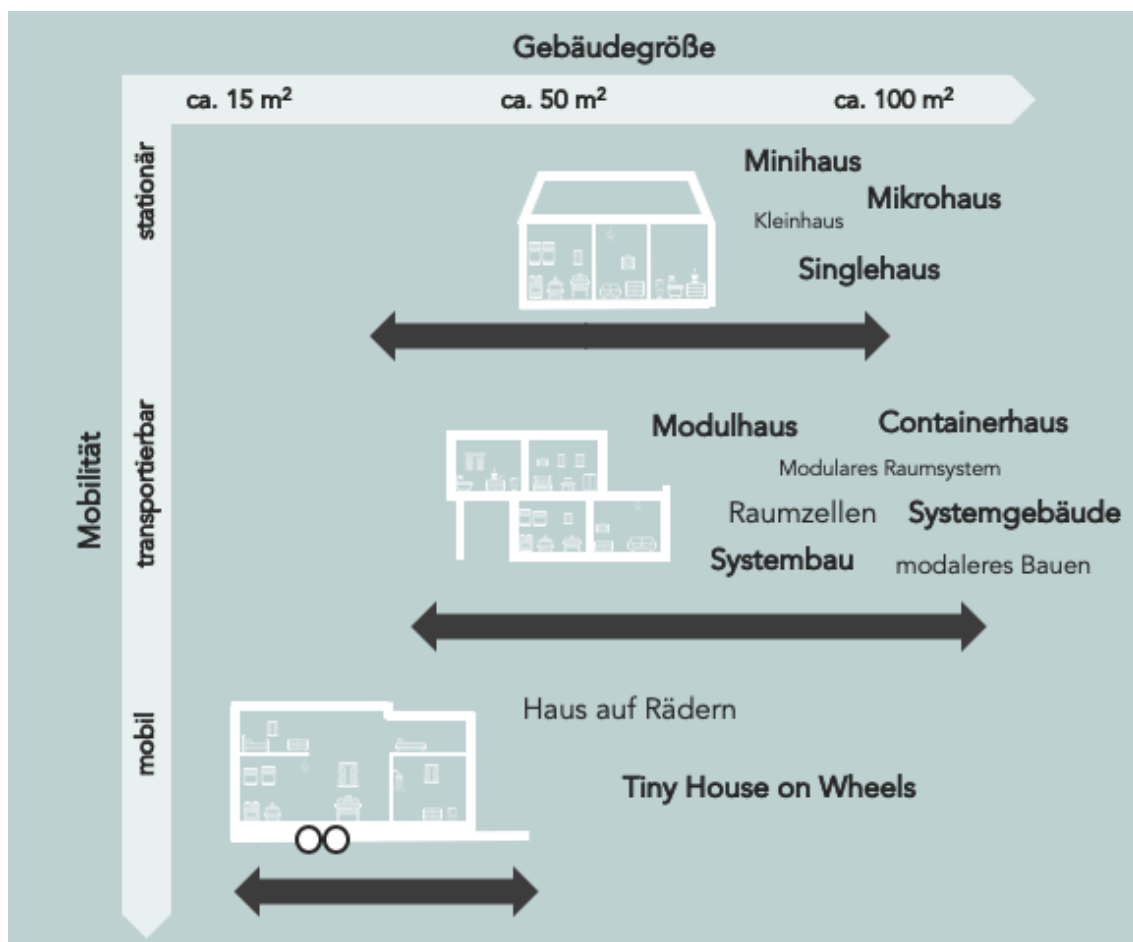 Gebäudegröße
ca. 15 m² ca. 50 m² ca. 100 m²
Mobilität
stationär
Minihaus
Mikrohaus
Kleinhaus
Singlehaus
transportierbar
Modulhaus Containerhaus
Modulares Raumsystem
Raumzellen Systemgebäude
Systembau modaleres Bauen
mobil
Haus auf Rädern
Tiny House on Wheels